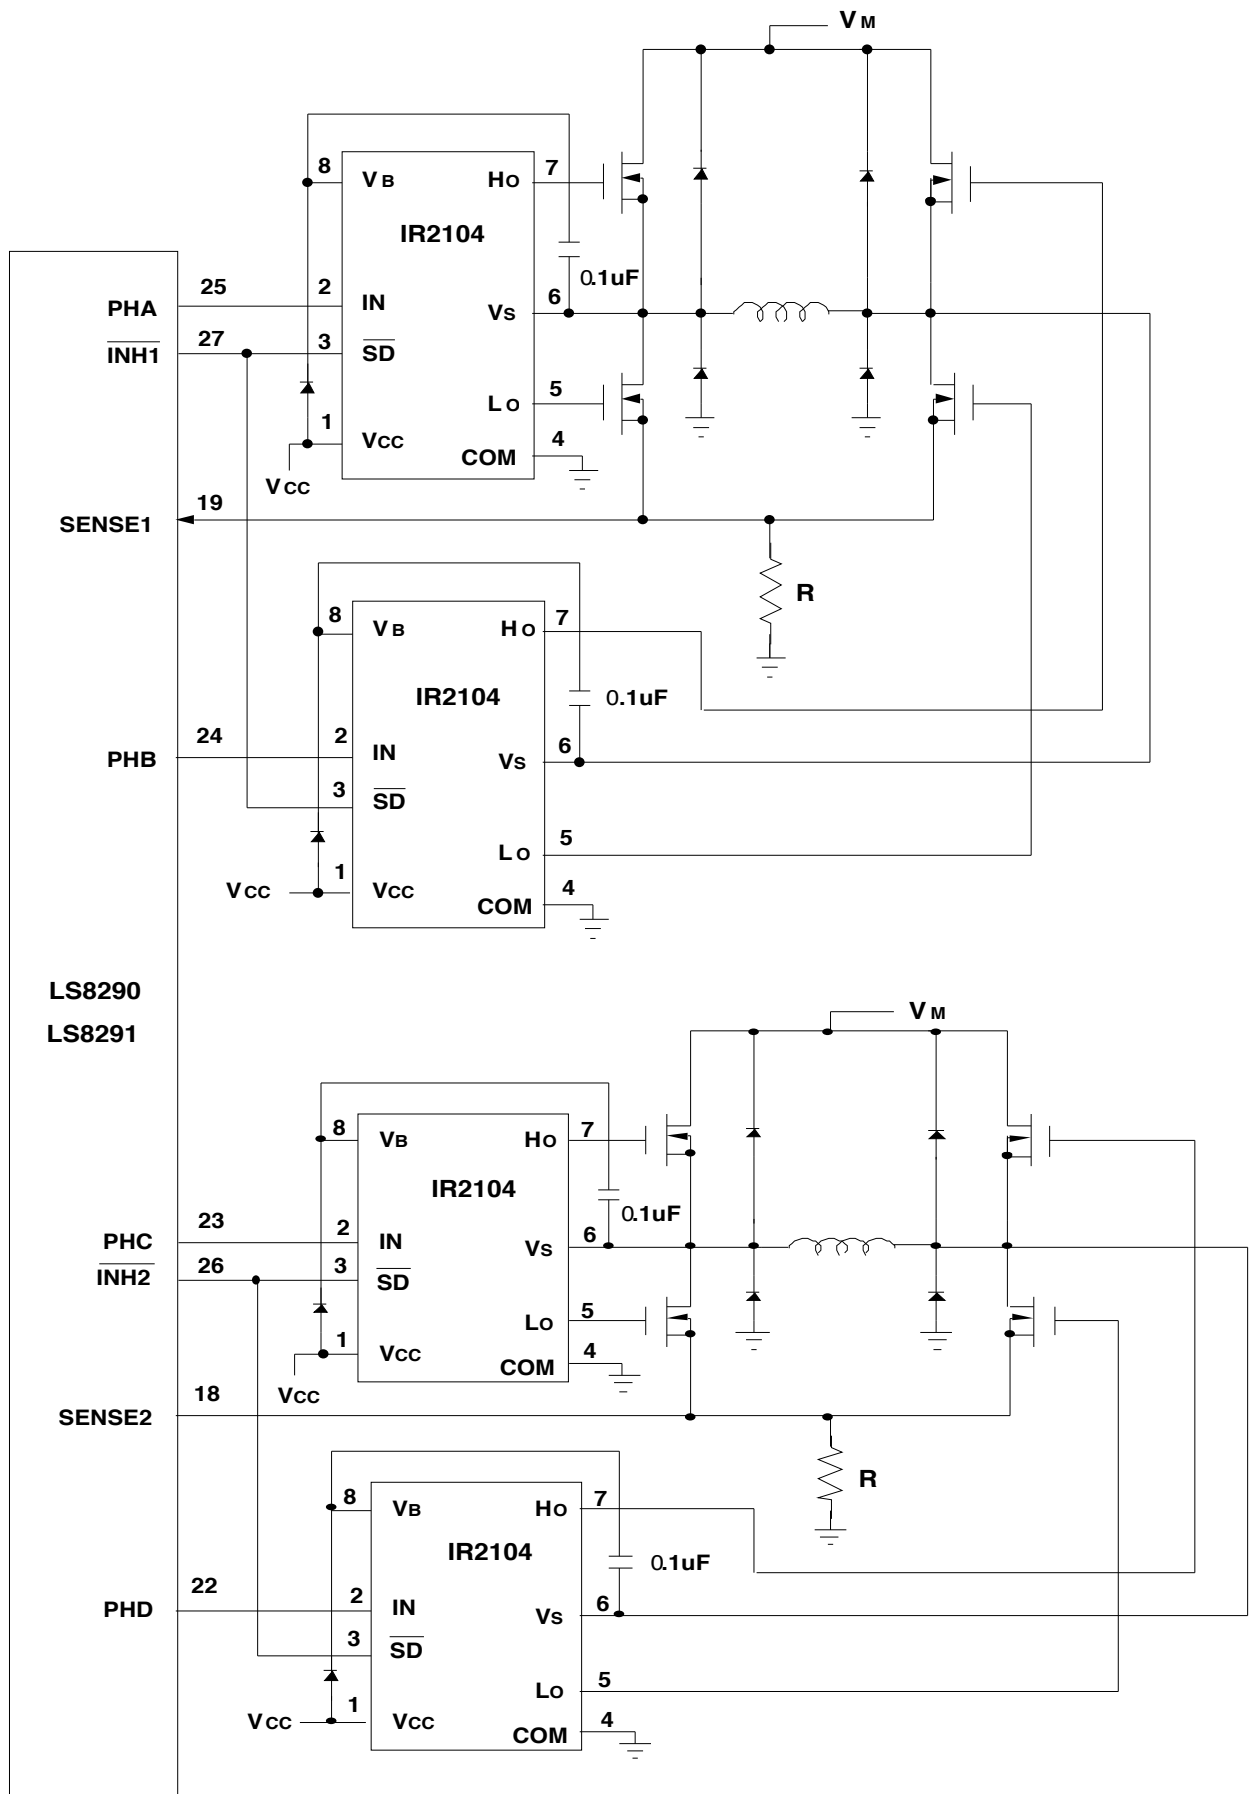 VM
8
VB
HO
7
IR2104
0.1uF
PHA
25
2
IN
VS
6
INH1
27
3
SD
LO
5
1
VCC
VCC
COM
4
SENSE1
19
R
8
VB
HO
7
IR2104
0.1uF
PHB
24
2
IN
VS
6
3
SD
LO
5
VCC
1
VCC
COM
4
LS8290
LS8291
VM
8
VB
HO
7
IR2104
0.1uF
PHC
23
2
IN
VS
6
INH2
26
3
SD
LO
5
1
VCC
VCC
COM
4
SENSE2
18
R
8
VB
HO
7
IR2104
0.1uF
PHD
22
2
IN
VS
6
3
SD
LO
5
VCC
1
VCC
COM
4